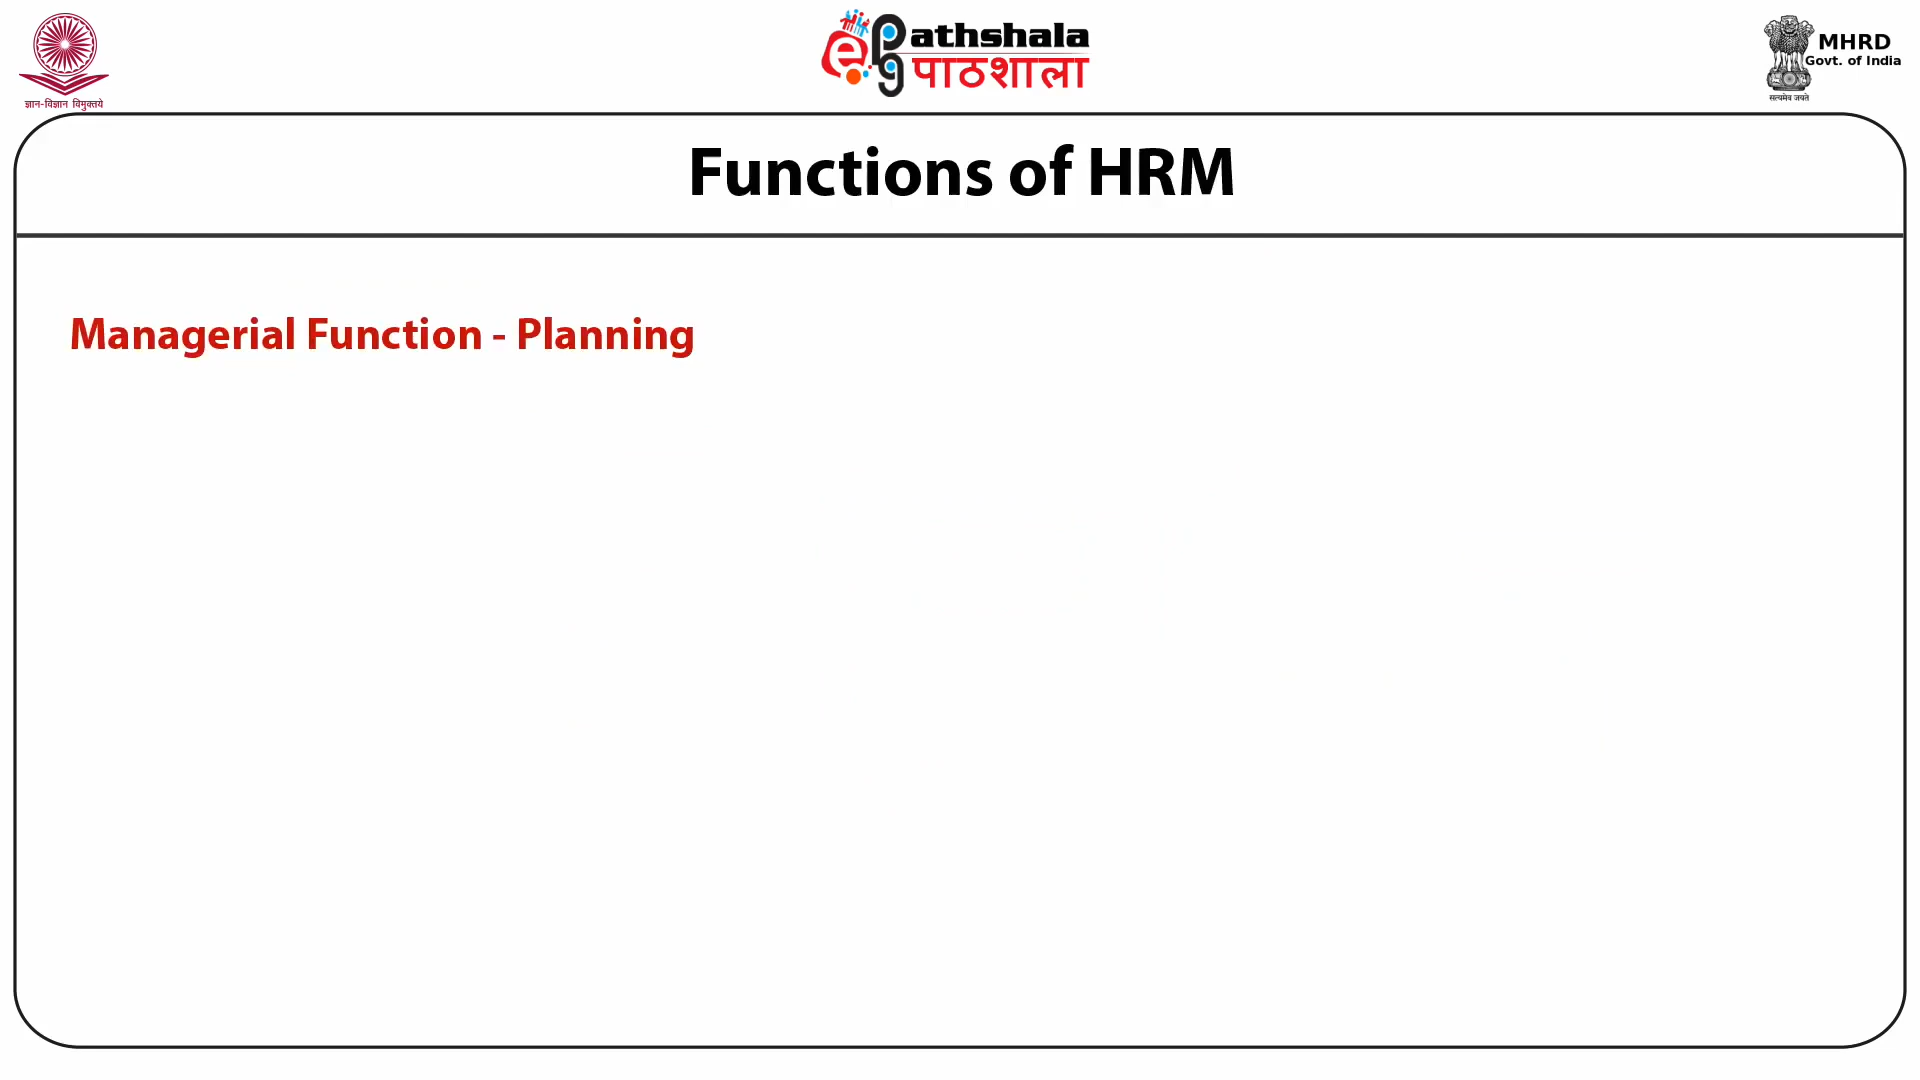 ज्ञान-विज्ञान विमुक्तये
e Pathshala
पाठशाला
MHRD
Govt. of India
सत्यमेव जयते
Functions of HRM
Managerial Function - Planning